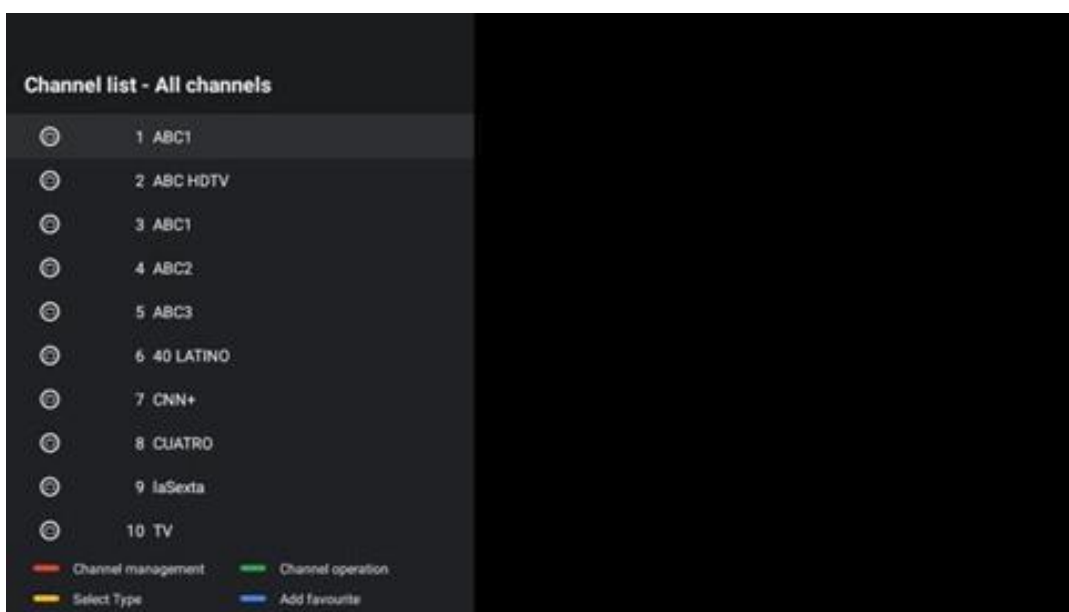 Channel list - All channels
1 ABC1
2 ABC HDTV
3 ABC1
4 ABC2
5 ABC3
6 40 LATINO
7 CNN+
8 CUATRO
9 laSexta
10 TV
Channel management Channel operation
Select Type Add favourite